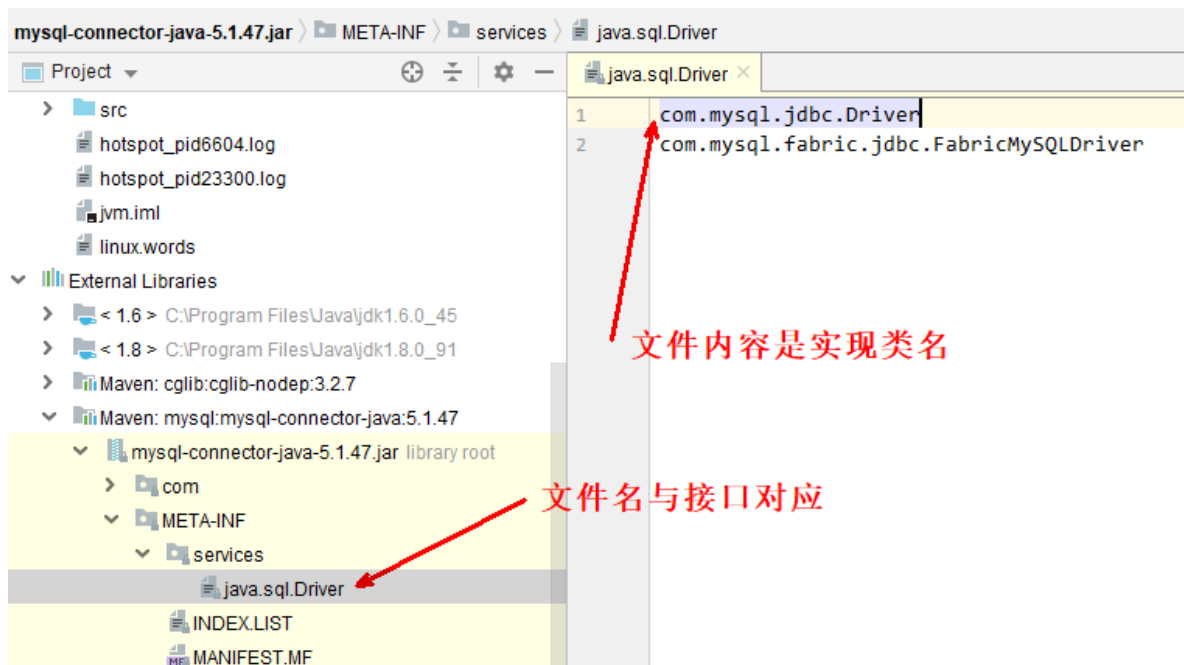 mysql-connector-java-5.1.47.jar META-INF services java.sql.Driver
Project
java.sql.Driver
src
hotspot_pid6604.log
hotspot_pid23300.log
jvm.iml
linux.words
External Libraries
< 1.6 > C:\Program Files\Java\jdk1.6.0_45
< 1.8 > C:\Program Files\Java\jdk1.8.0_91
Maven: cglib:cglib-nodep:3.2.7
Maven: mysql:mysql-connector-java:5.1.47
mysql-connector-java-5.1.47.jar library root
com
META-INF
services
java.sql.Driver
INDEX.LIST
MF MANIFEST.MF
1 com.mysql.jdbc.Driver
2 com.mysql.fabric.jdbc.FabricMySQLDriver
文件内容是实现类名
文件名与接口对应